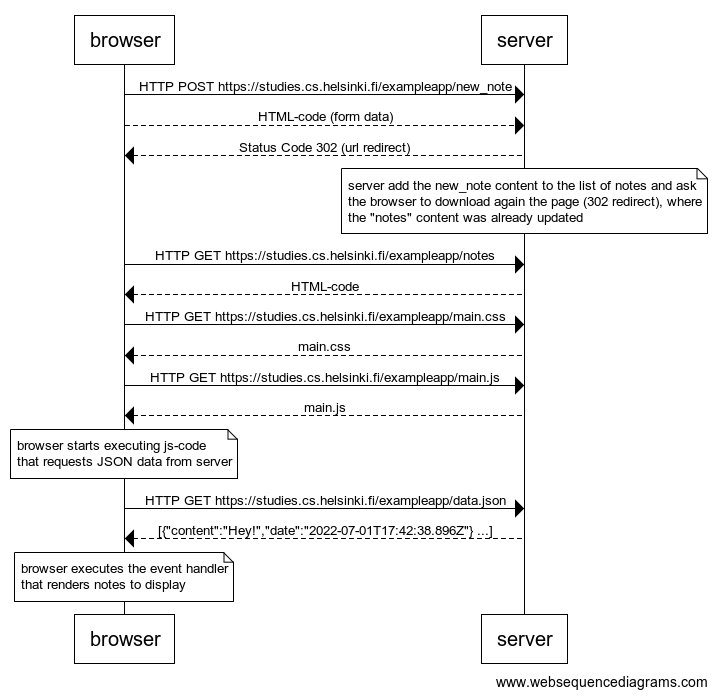 browser
server
HTTP POST https://studies.cs.helsinki.fi/exampleapp/new_note
HTML-code (form data)
Status Code 302 (url redirect)
server add the new_note content to the list of notes and ask
the browser to download again the page (302 redirect), where
the "notes" content was already updated
HTTP GET https://studies.cs.helsinki.fi/exampleapp/notes
HTML-code
HTTP GET https://studies.cs.helsinki.fi/exampleapp/main.css
main.css
HTTP GET https://studies.cs.helsinki.fi/exampleapp/main.js
main.js
browser starts executing js-code
that requests JSON data from server
HTTP GET https://studies.cs.helsinki.fi/exampleapp/data.json
[{"content":"Hey!","date":"2022-07-01T17:42:38.896Z"} ...]
browser executes the event handler
that renders notes to display
browser
server
www.websequencediagrams.com